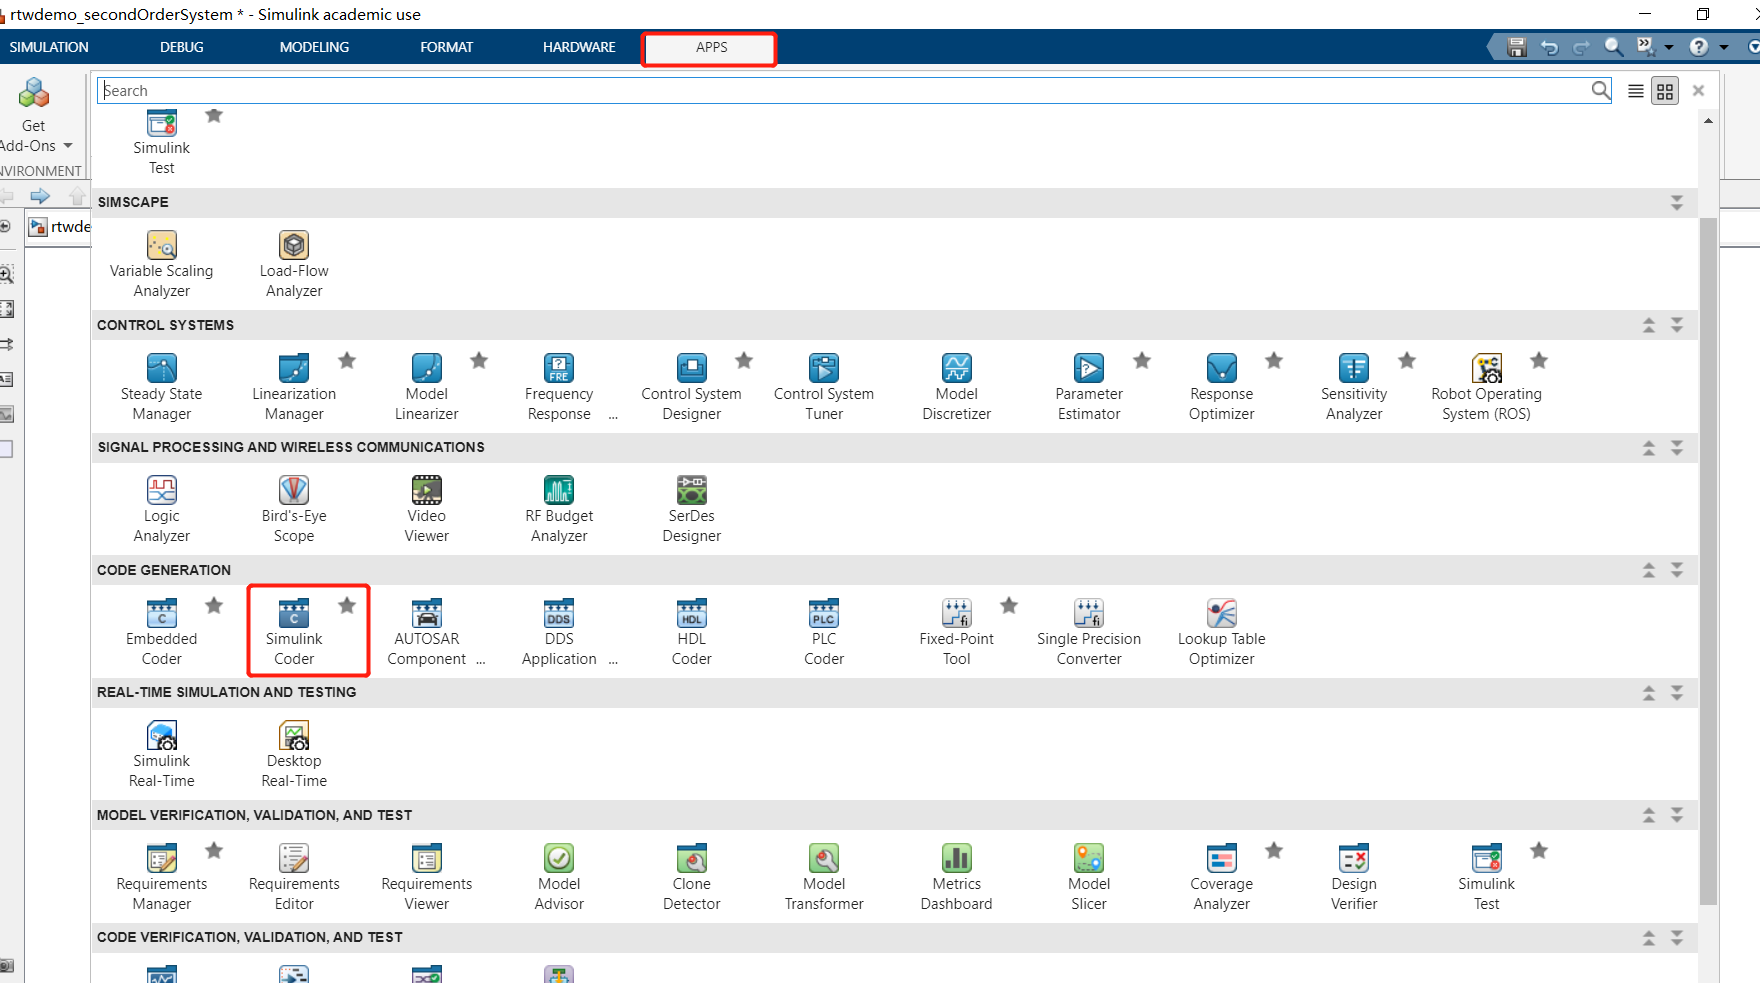 rtwdemo_secondOrderSystem * - Simulink academic use
SIMULATION DEBUG MODELING FORMAT HARDWARE APPS
Search
Get
Add-Ons
NVIRONMENT
rtwde
Simulink
Test
SIMSCAPE
Variable Scaling Load-Flow
Analyzer Analyzer
CONTROL SYSTEMS
FRE
Steady State Linearization Model Frequency Control System Control System Model Parameter Response Sensitivity Robot Operating
Manager Manager Linearizer Response ... Designer Tuner Discretizer Estimator Optimizer Analyzer System (ROS)
SIGNAL PROCESSING AND WIRELESS COMMUNICATIONS
Logic Bird's-Eye Video RF Budget SerDes
Analyzer Scope Viewer Analyzer Designer
CODE GENERATION
C C DDS HDL PLC fi fi
Embedded Simulink AUTOSAR DDS HDL PLC Fixed-Point Single Precision Lookup Table
Coder Coder Component ... Application ... Coder Coder Tool Converter Optimizer
REAL-TIME SIMULATION AND TESTING
Simulink Desktop
Real-Time Real-Time
MODEL VERIFICATION, VALIDATION, AND TEST
Requirements Requirements Requirements Model Clone Model Metrics Model Coverage Design Simulink
Manager Editor Viewer Advisor Detector Transformer Dashboard Slicer Analyzer Verifier Test
CODE VERIFICATION, VALIDATION, AND TEST